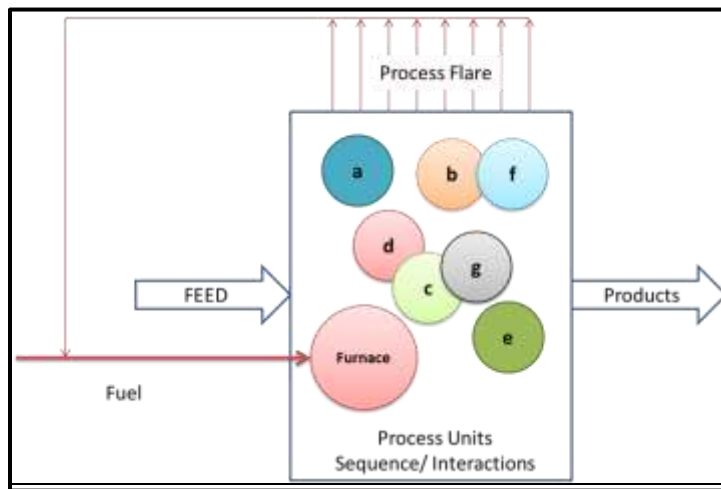 Process Flare
a
b
f
d
g
c
FEED
Products
e
Furnace
Fuel
Process Units
Sequence/ Interactions